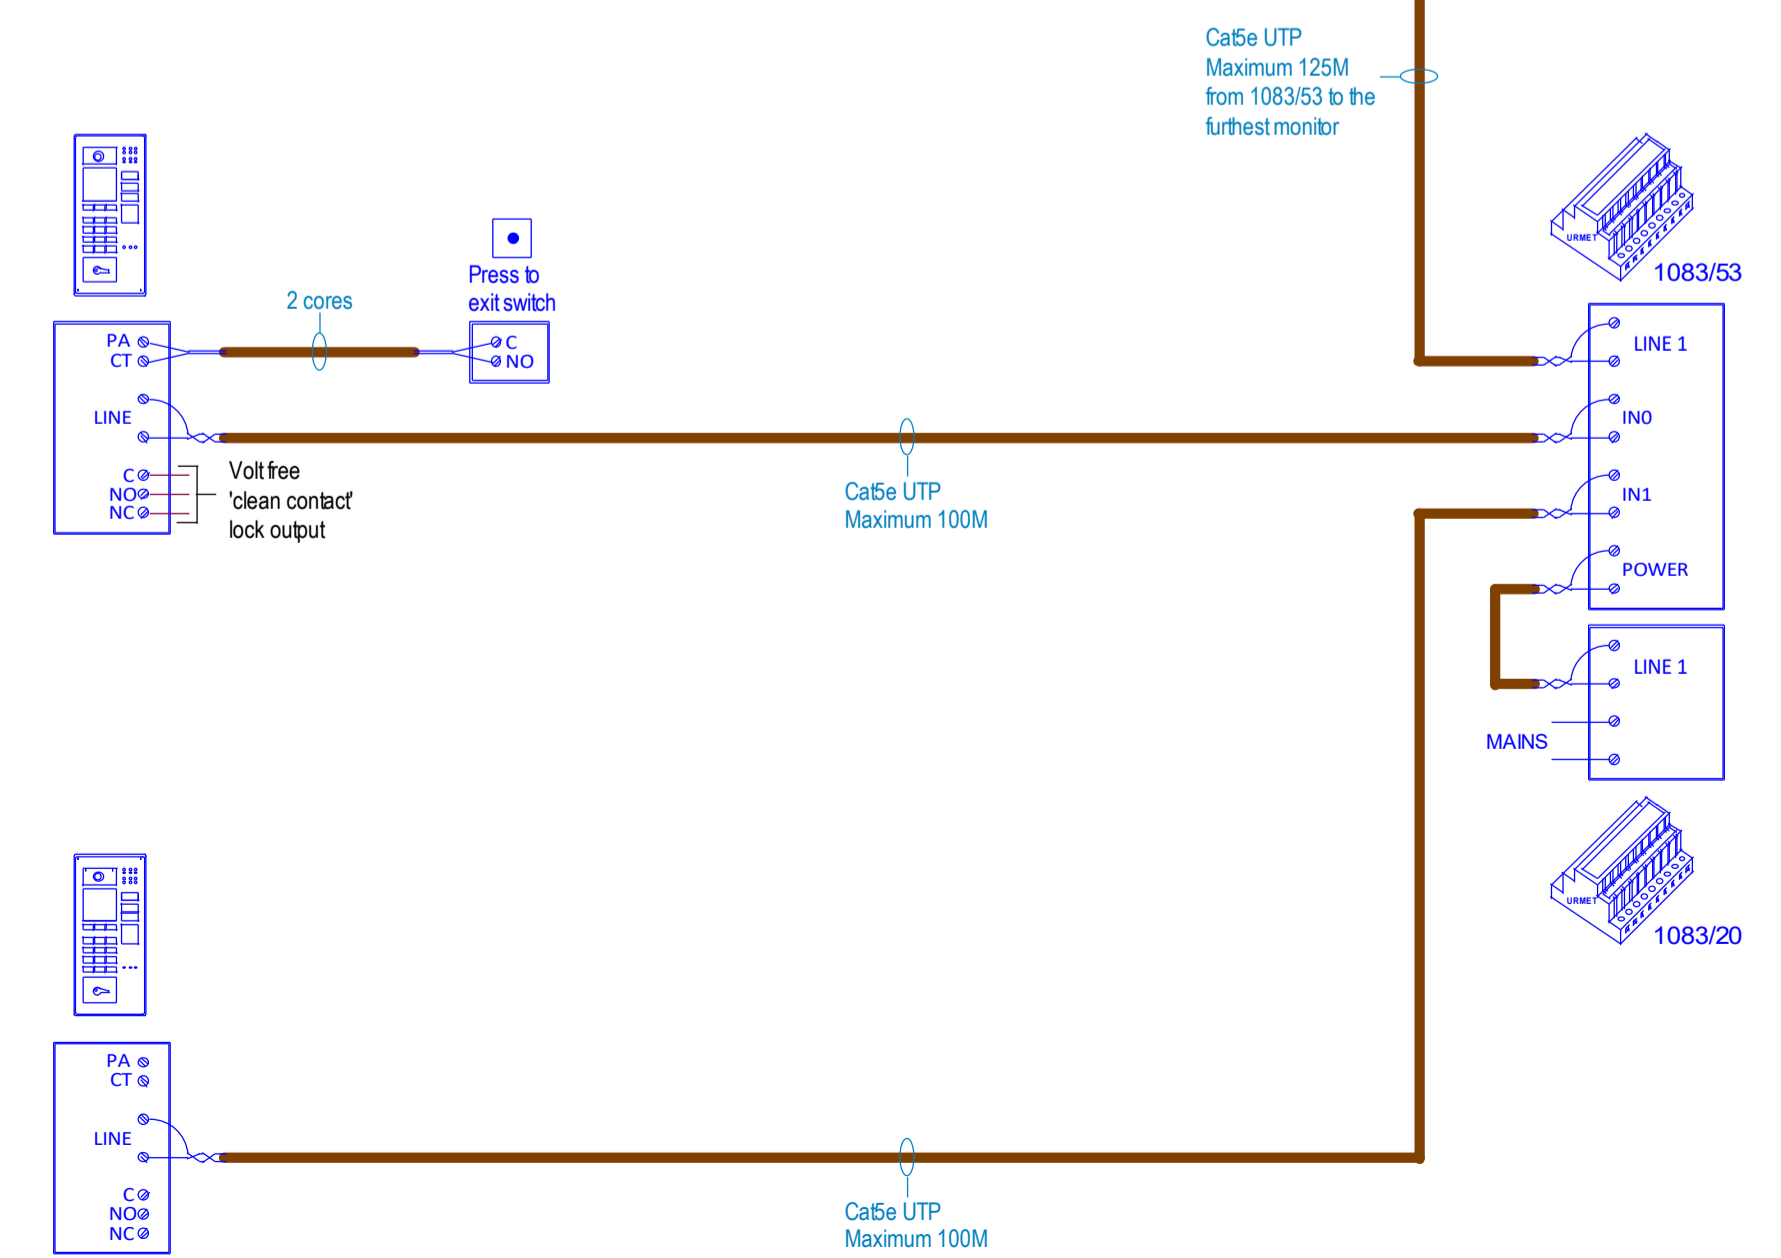 Cat5e UTP
Maximum 125M
from 1083/53 to the
furthest monitor
URMET
1083/53
Press to
exit switch
2 cores
PA
CT
LINE
C
NO
NC
C
NO
Volt free
'clean contact'
lock output
Cat5e UTP
Maximum 100M
LINE 1
IN0
IN1
POWER
LINE 1
MAINS
URMET
1083/20
PA
CT
LINE
C
NO
NC
Cat5e UTP
Maximum 100M